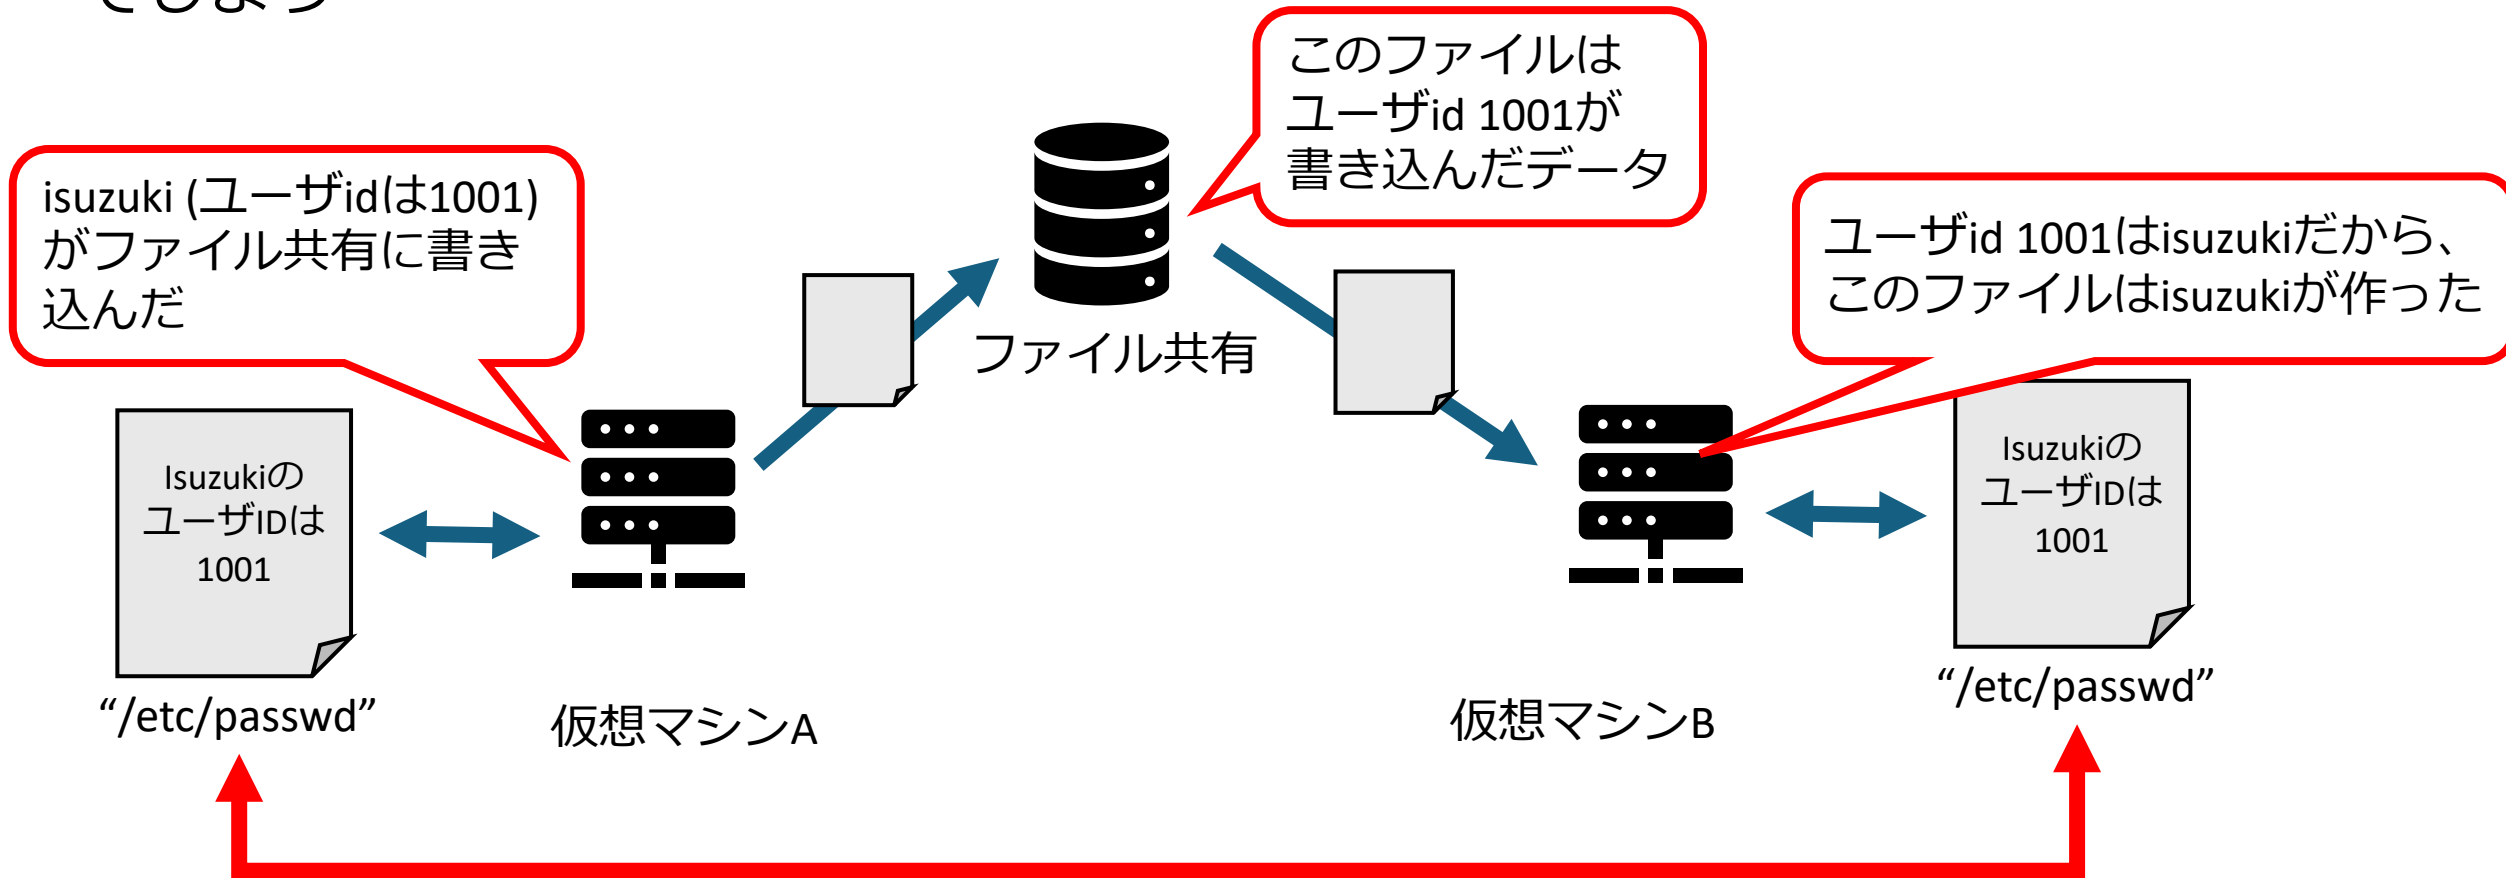 isuzuki (ユーザidは1001)
がファイル共有に書き
込んだ
このファイルは
ユーザid 1001が
書き込んだデータ
ユーザid 1001はisuzukiだから、
このファイルはisuzukiが作った
ファイル共有
Isuzukiの
ユーザIDは
1001
Isuzukiの
ユーザIDは
1001
“/etc/passwd”
仮想マシンA
仮想マシンB
“/etc/passwd”